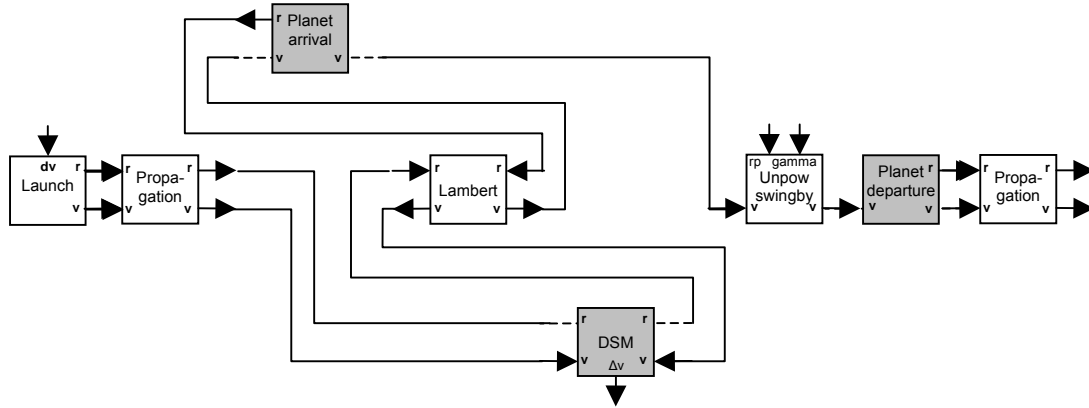 r Planet
arrival
v v
dv
r
Launch
v
r r
Propa-
gation
v v
r r
Lambert
v v
rp gamma
Unpow
swingby
v v
Planet r
departure
v v
r r
Propa-
gation
v v
r r
DSM
v v
Δv